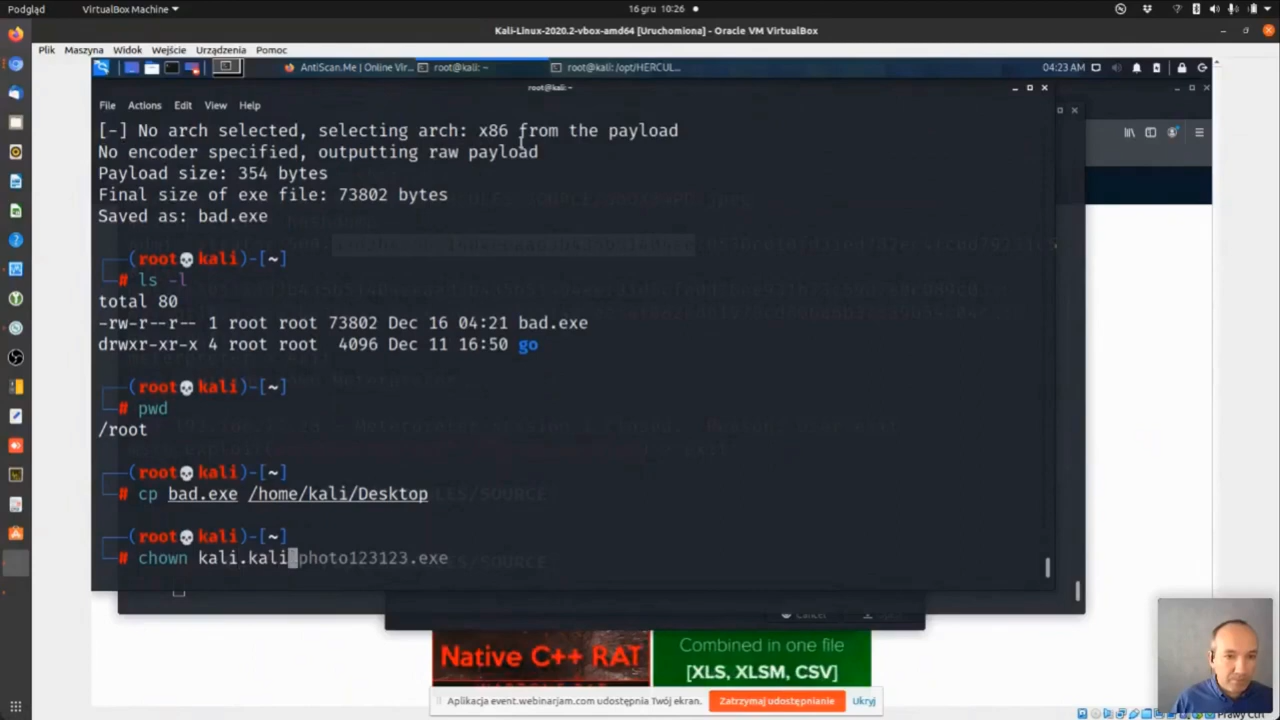 Podgląd VirtualBox Machine 16 gru 10:26
Kali-Linux-2020.2-vbox-amd64 [Uruchomiona] - Oracle VM VirtualBox
Plik Maszyna Widok Wejście Urządzenia Pomoc
AntiScan.Me | Online Vir... root@kali: ~ root@kali: /opt/HERCUL... 04:23 AM
root@kali: ~
File Actions Edit View Help
[-] No arch selected, selecting arch: x86 from the payload
No encoder specified, outputting raw payload
Payload size: 354 bytes
Final size of exe file: 73802 bytes
Saved as: bad.exe
(root💀kali)-[~]
# ls -l
total 80
-rw-r--r-- 1 root root 73802 Dec 16 04:21 bad.exe
drwxr-xr-x 4 root root 4096 Dec 11 16:50 go
(root💀kali)-[~]
# pwd
/root
(root💀kali)-[~]
# cp bad.exe /home/kali/Desktop
(root💀kali)-[~]
# chown kali.kali photo123123.exe
Cancel
Native C++ RAT
Combined in one file
[XLS, XLSM, CSV]
Aplikacja event.webinarjam.com udostępnia Twój ekran. Zatrzymaj udostępnianie Ukryj
Prawy Ctrl